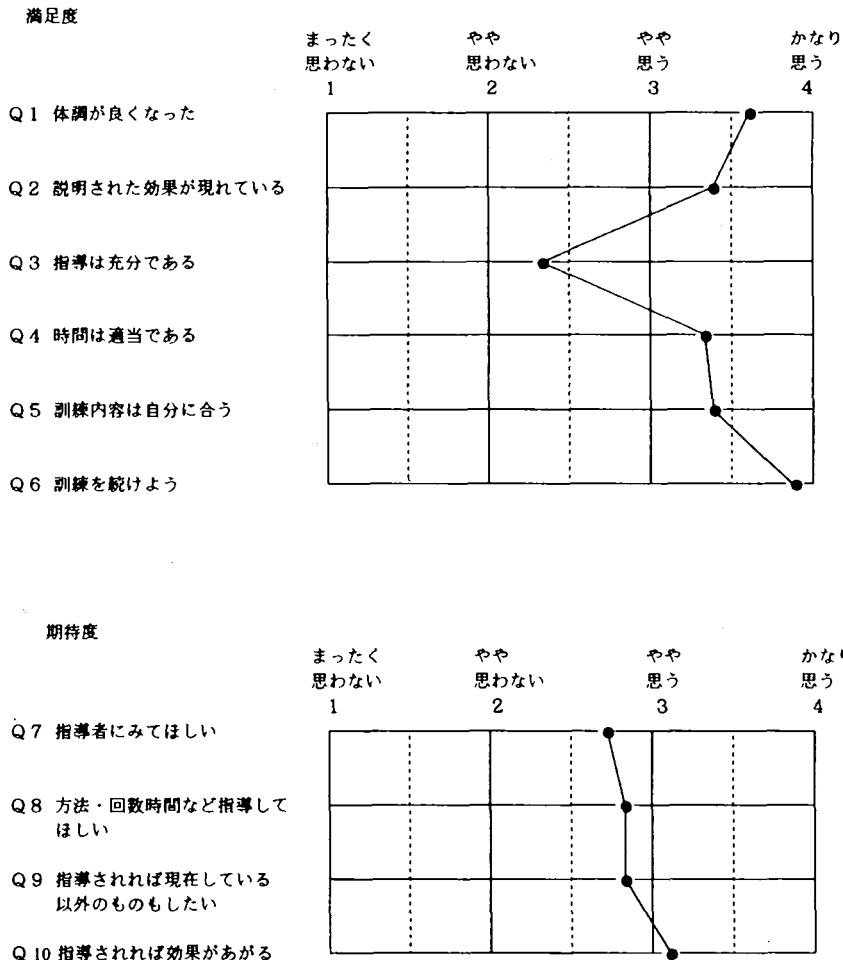 満足度
まったく やや やや かなり
思わない 思わない 思う 思う
1 2 3 4
Q1 体調が良くなった
Q2 説明された効果が現れている
Q3 指導は充分である
Q4 時間は適当である
Q5 訓練内容は自分に合う
Q6 訓練を続けよう
期待度
まったく やや やや かなり
思わない 思わない 思う 思う
1 2 3 4
Q7 指導者にみてほしい
Q8 方法・回数時間など指導して
ほしい
Q9 指導されれば現在している
以外のものもしたい
Q10 指導されれば効果があがる